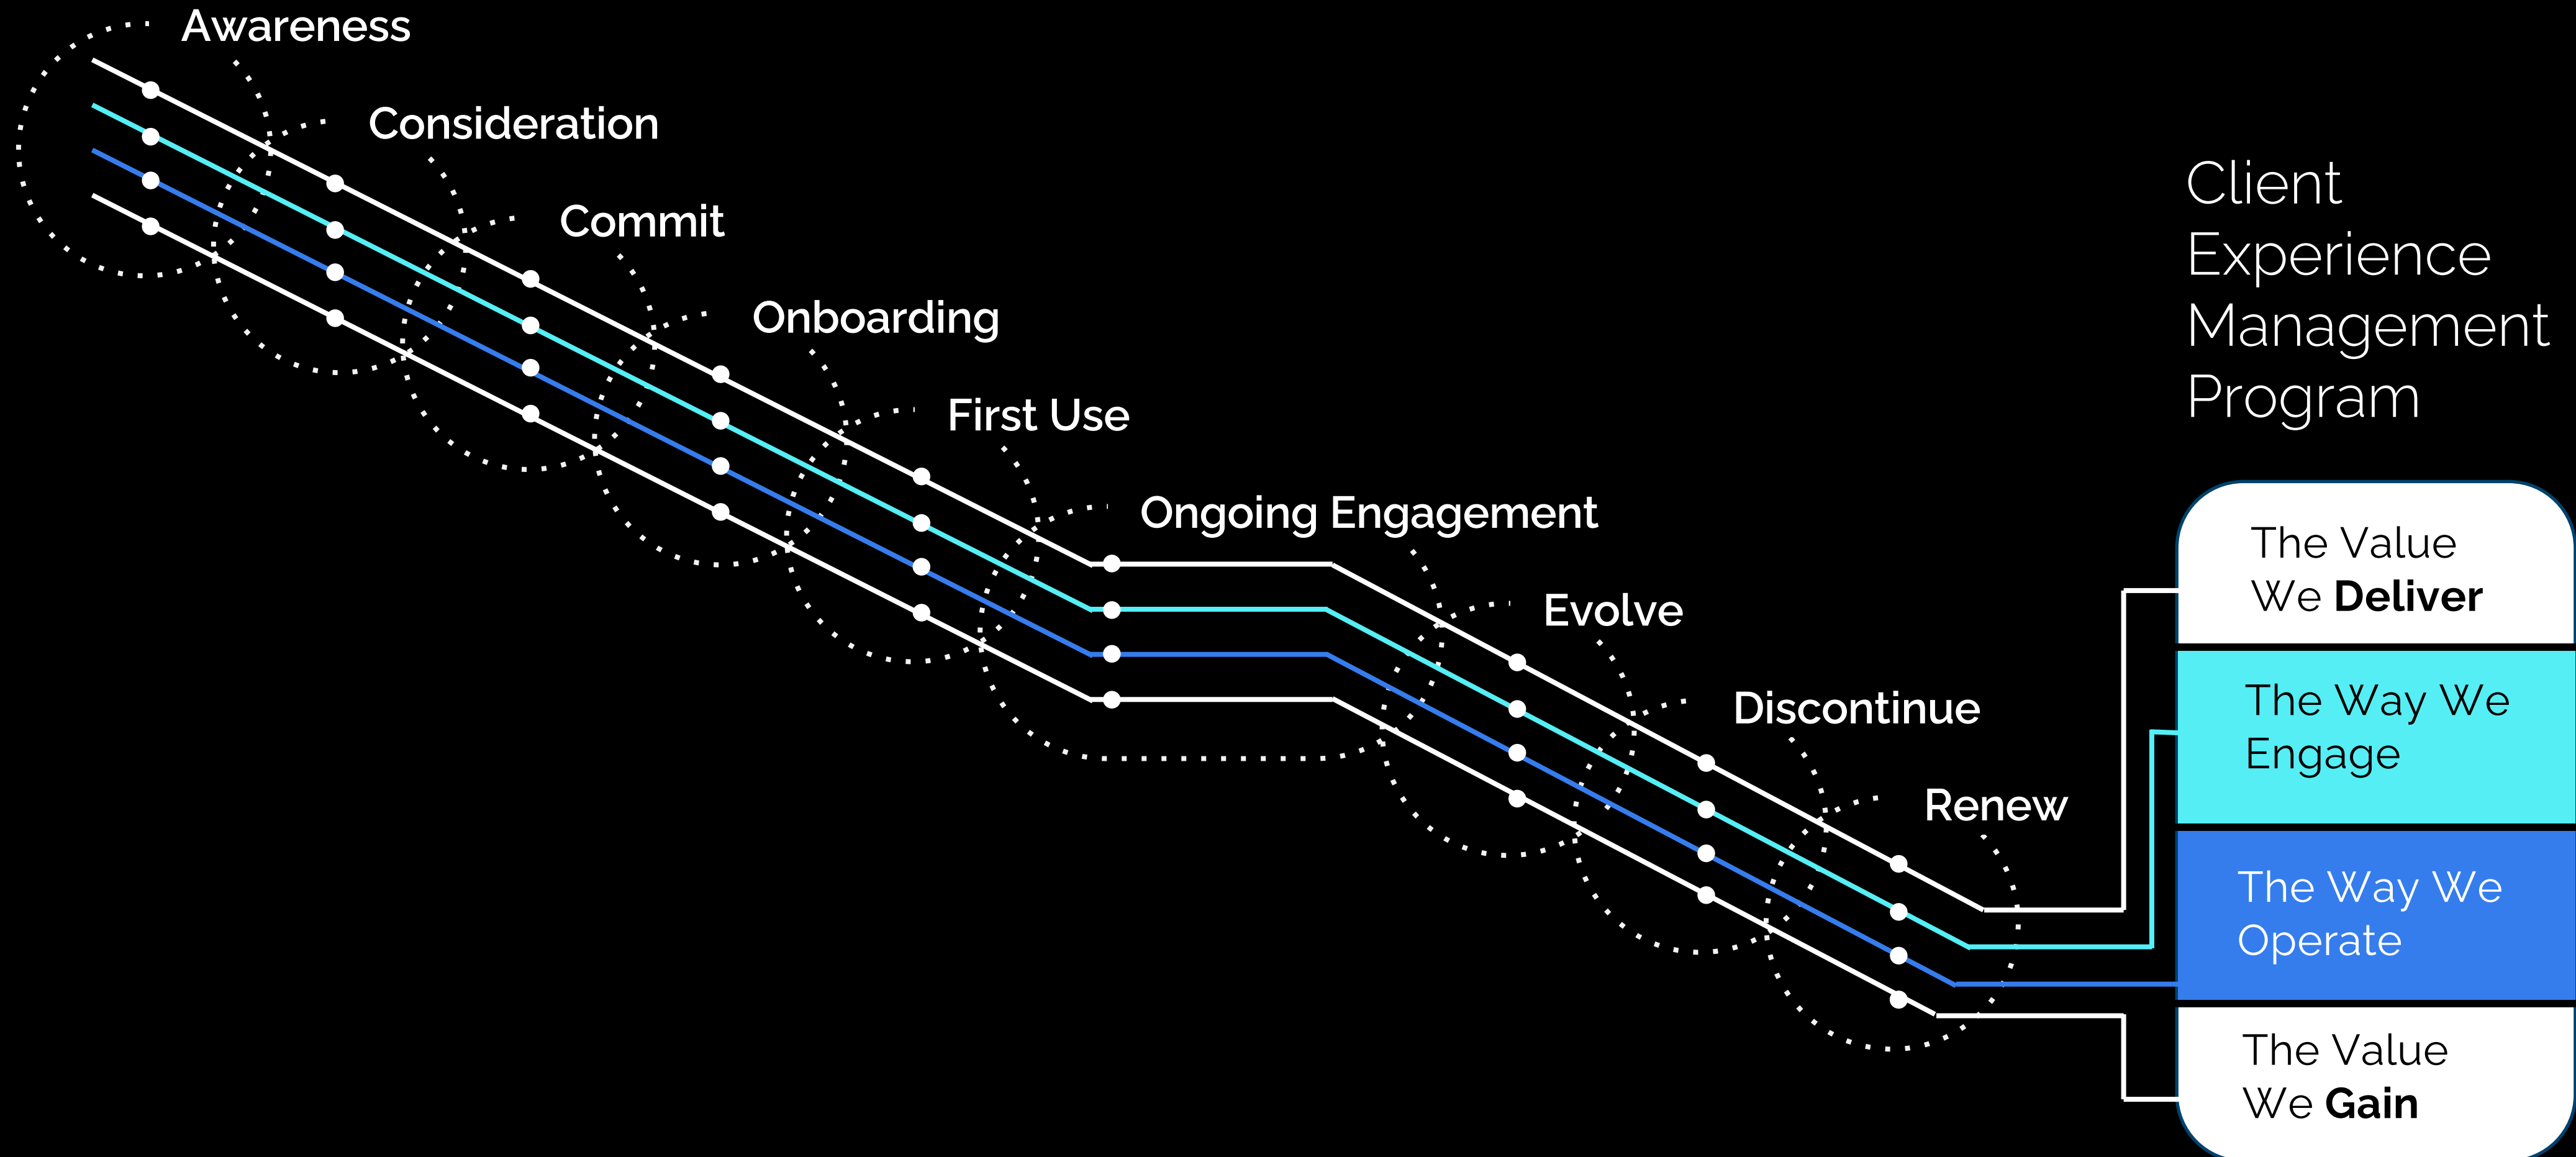 Awareness
Consideration
Commit
Onboarding
First Use
Ongoing Engagement
Evolve
Discontinue
Renew
Client
Experience
Management
Program
The Value
We Deliver
The Way We
Engage
The Way We
Operate
The Value
We Gain